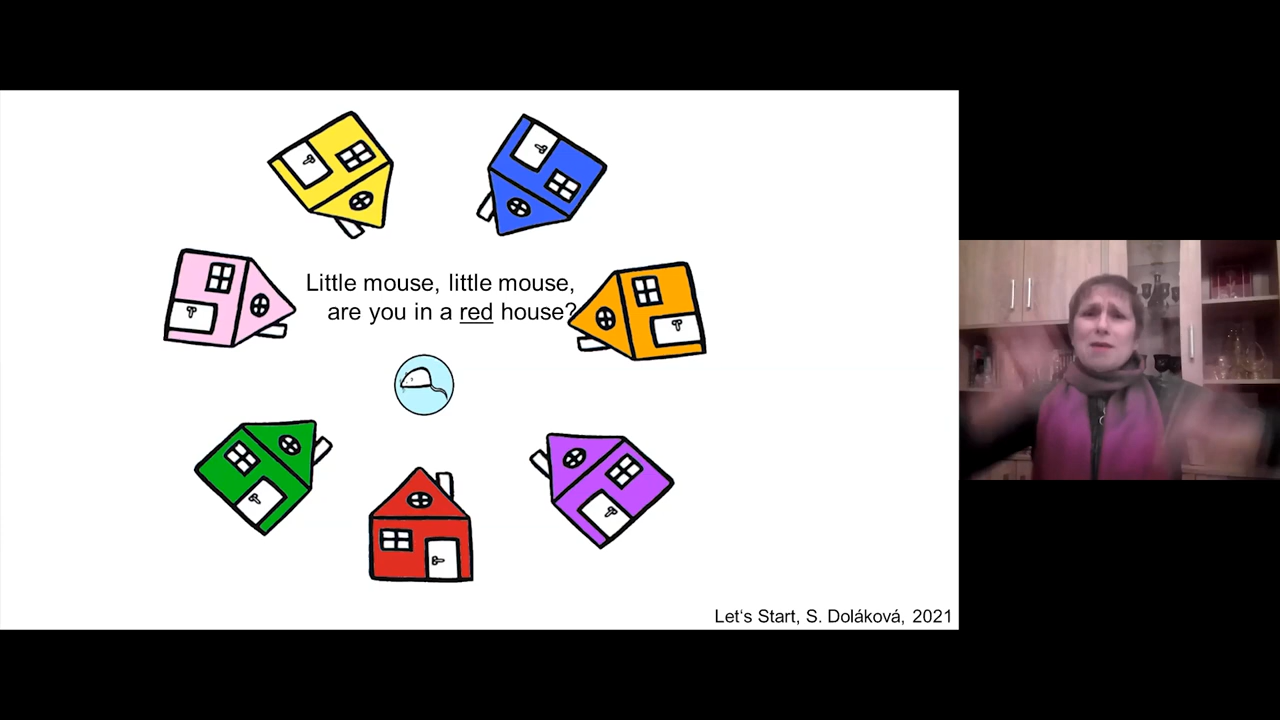 Little mouse, little mouse,
are you in a red house?
Let‘s Start, S. Doláková, 2021